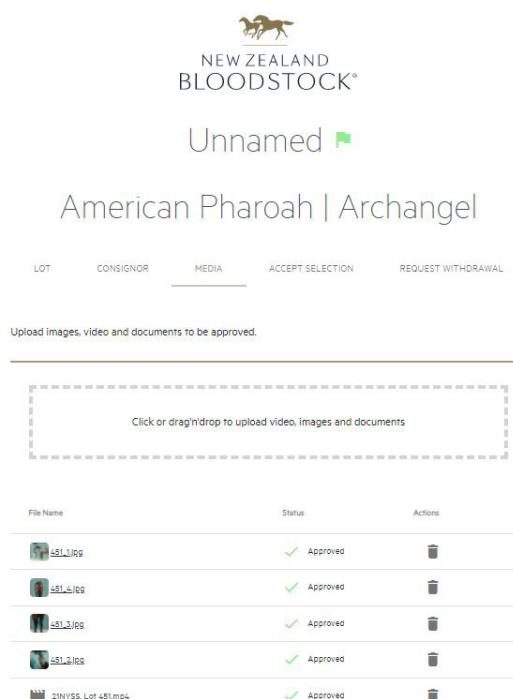 NEW ZEALAND
BLOODSTOCK®
Unnamed
American Pharoah | Archangel
LOT CONSIGNOR MEDIA ACCEPT SELECTION REQUEST WITHDRAWAL
Upload images, video and documents to be approved.
Click or drag'n'drop to upload video, images and documents
File Name Status Actions
451_1.jpg Approved
451_4.jpg Approved
451_3.jpg Approved
451_2.jpg Approved
21NYSS. Lot 451.mp4 Approved